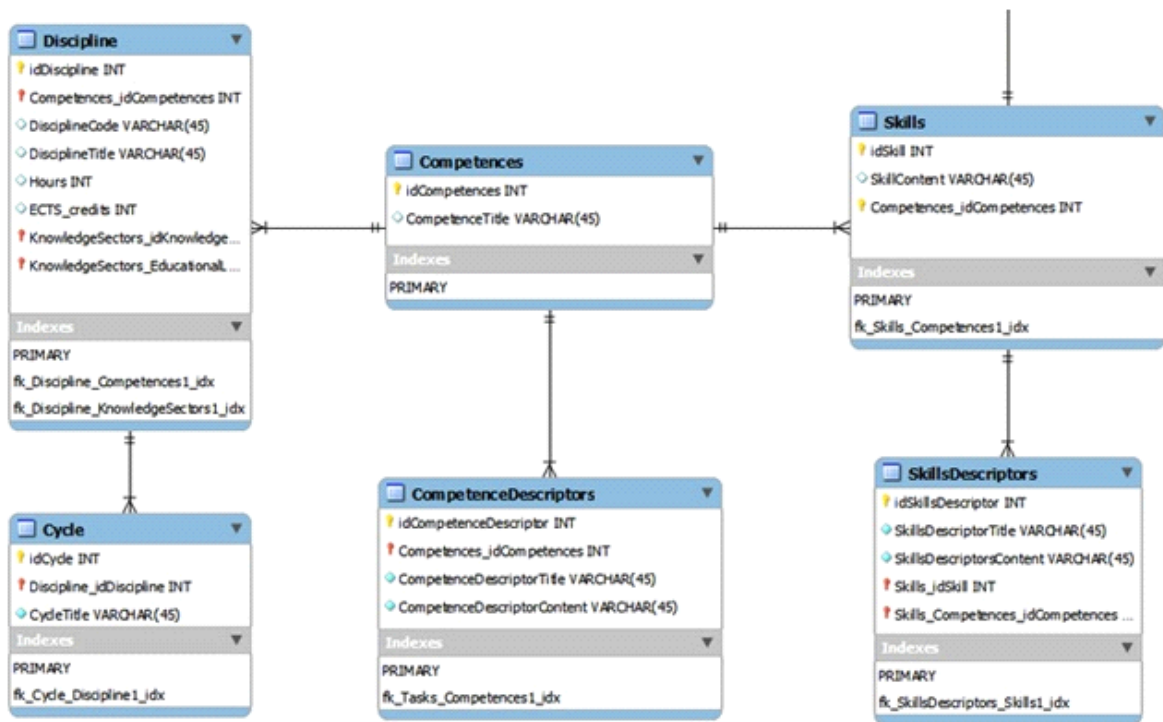 Discipline
idDiscipline INT
Competences_idCompetences INT
DisciplineCode VARCHAR(45)
DisciplineTitle VARCHAR(45)
Hours INT
ECTS_credits INT
KnowledgeSectors_idKnowledge...
KnowledgeSectors_EducationalL...
Indexes
PRIMARY
fk_Discipline_Competences1_idx
fk_Discipline_KnowledgeSectors1_idx
Competences
idCompetences INT
CompetenceTitle VARCHAR(45)
Indexes
PRIMARY
Skills
idSkill INT
SkillContent VARCHAR(45)
Competences_idCompetences INT
Indexes
PRIMARY
fk_Skills_Competences1_idx
Cycle
idCycle INT
Discipline_idDiscipline INT
CycleTitle VARCHAR(45)
Indexes
PRIMARY
fk_Cycle_Discipline1_idx
CompetenceDescriptors
idCompetenceDescriptor INT
Competences_idCompetences INT
CompetenceDescriptorTitle VARCHAR(45)
CompetenceDescriptorContent VARCHAR(45)
Indexes
PRIMARY
fk_Tasks_Competences1_idx
SkillsDescriptors
idSkillsDescriptor INT
SkillsDescriptorTitle VARCHAR(45)
SkillsDescriptorsContent VARCHAR(45)
Skills_idSkill INT
Skills_Competences_idCompetences ...
Indexes
PRIMARY
fk_SkillsDescriptors_Skills1_idx